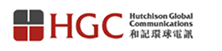 HGC
Hutchison Global
Communications
和記環球電訊